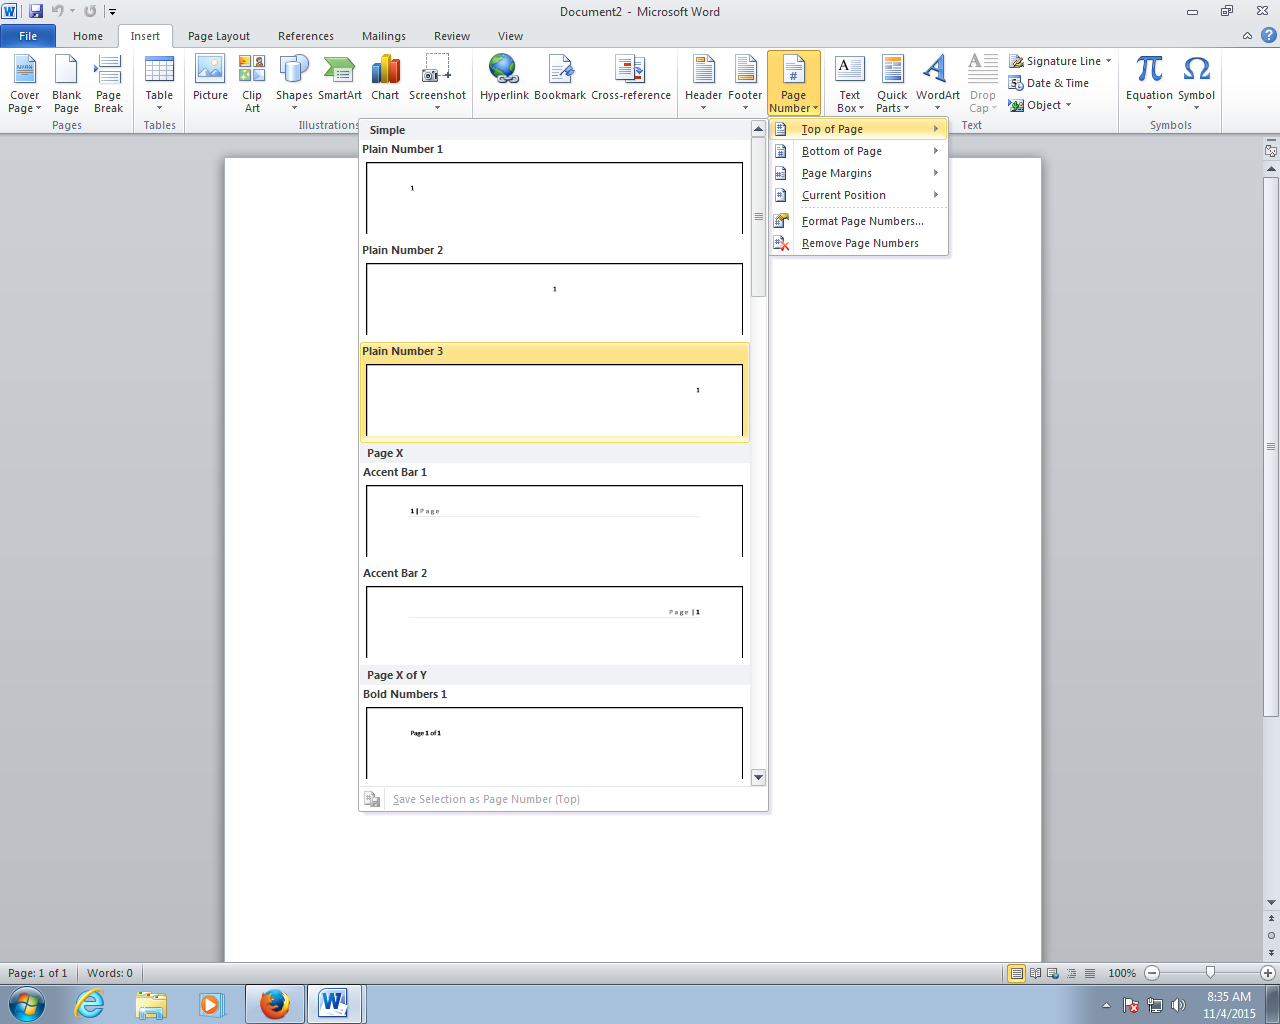 Document2 - Microsoft Word
File Home Insert Page Layout References Mailings Review View
Cover Page Blank Page Page Break Table Picture Clip Art Shapes SmartArt Chart Screenshot Hyperlink Bookmark Cross-reference Header Footer Page Number Text Box Quick Parts WordArt Drop Cap Signature Line Date & Time Object Equation Symbol
Pages Tables Illustrations Text Symbols
Simple
Plain Number 1
1
Plain Number 2
1
Plain Number 3
1
Page X
Accent Bar 1
1 | Page
Accent Bar 2
Page | 1
Page X of Y
Bold Numbers 1
Page 1 of 1
Save Selection as Page Number (Top)
Top of Page
Bottom of Page
Page Margins
Current Position
Format Page Numbers...
Remove Page Numbers
Page: 1 of 1 Words: 0 100%
8:35 AM
11/4/2015